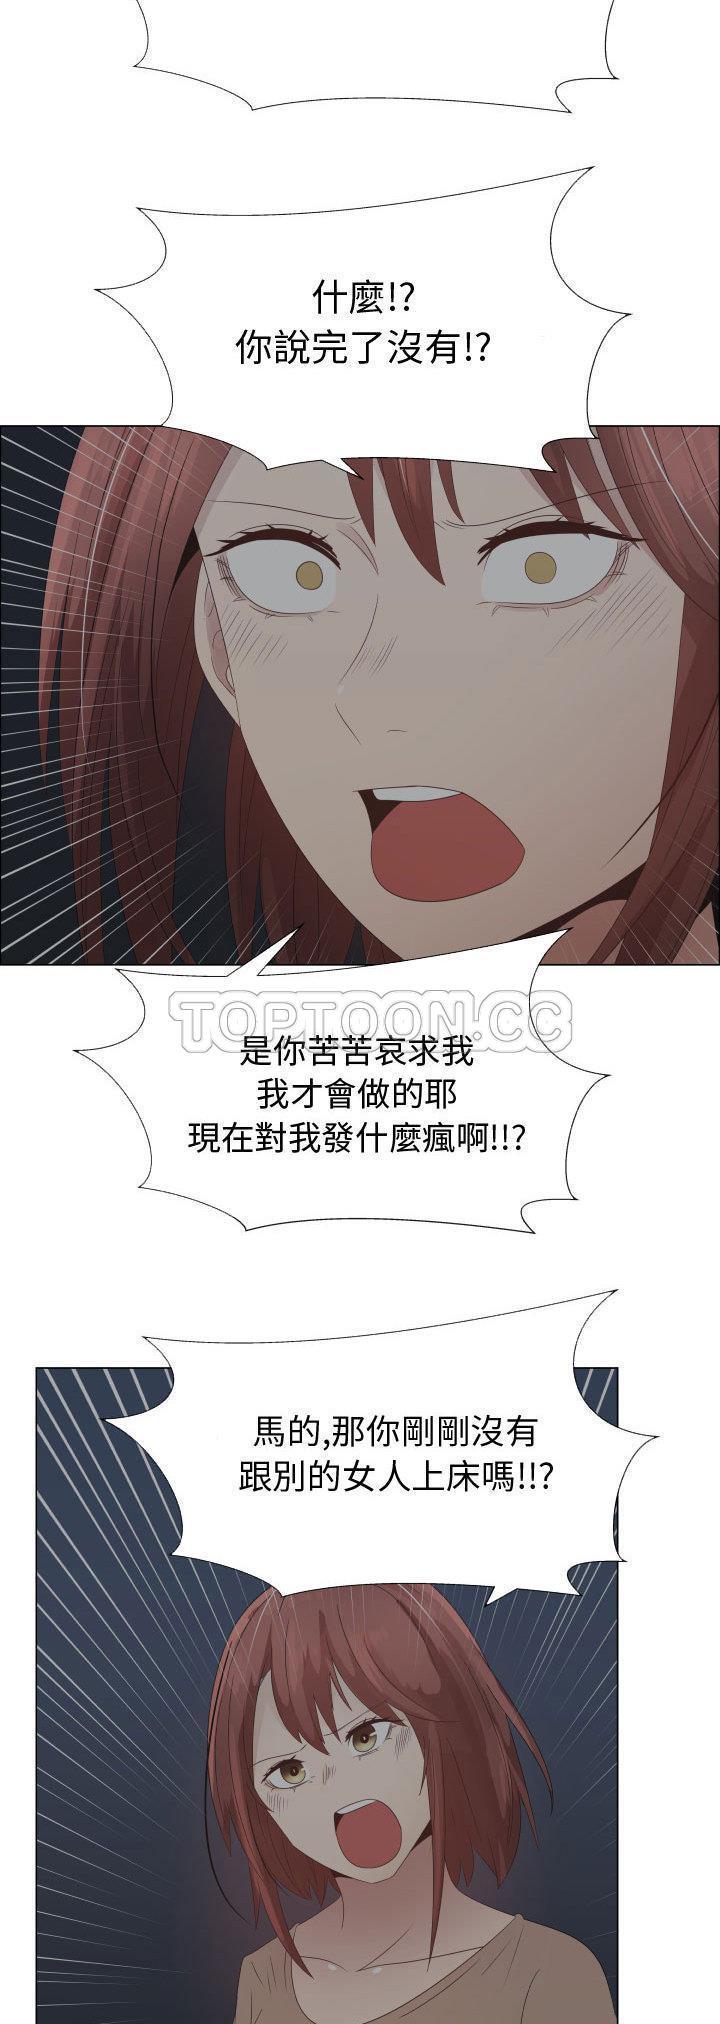 什麼!?
你說完了沒有!?
TOPTOON.CC
是你苦苦哀求我
我才會做的耶
現在對我發什麼瘋啊!!?
馬的,那你剛剛沒有
跟別的女人上床嗎!!?